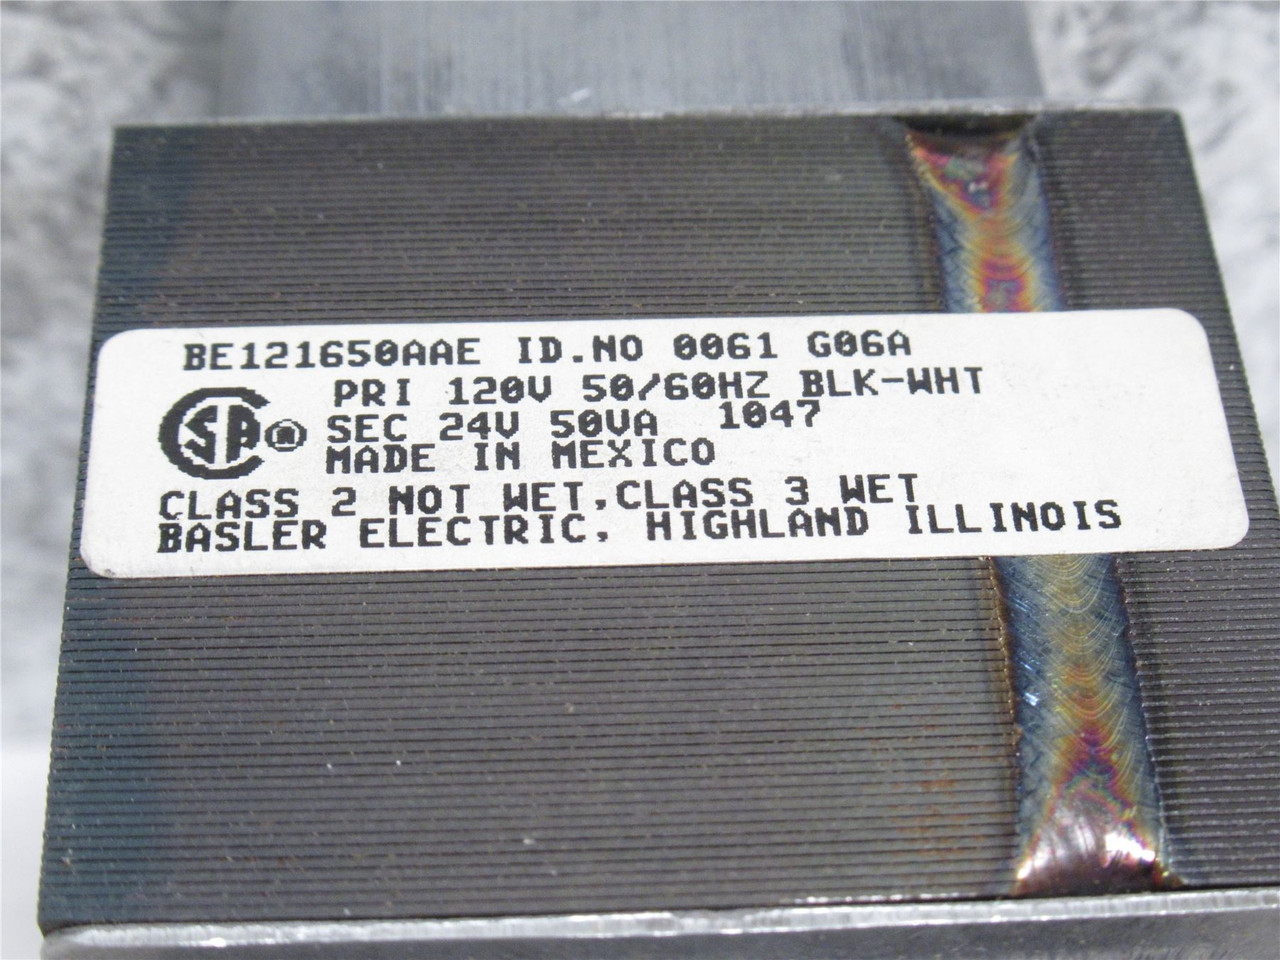 BE121650AAE ID.NO 0061 G06A
PRI 120V 50/60HZ BLK-WHT
SEC 24V 50VA 1047
MADE IN MEXICO
CLASS 2 NOT WET,CLASS 3 WET
BASLER ELECTRIC, HIGHLAND ILLINOIS
CSA ®